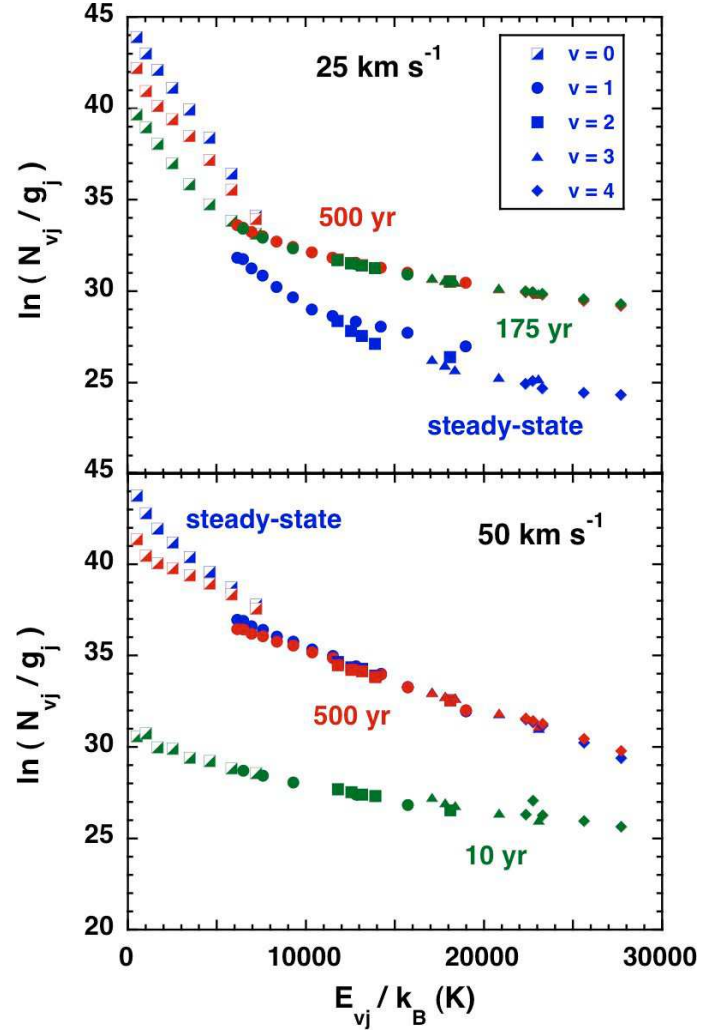 45
25 km s⁻¹
v = 0
v = 1
v = 2
v = 3
v = 4
40
35
30
25
45
ln ( N_vj / g_j )
500 yr
175 yr
steady-state
steady-state
50 km s⁻¹
40
35
30
25
20
ln ( N_vj / g_j )
500 yr
10 yr
0 10000 20000 30000
E_vj / k_B (K)